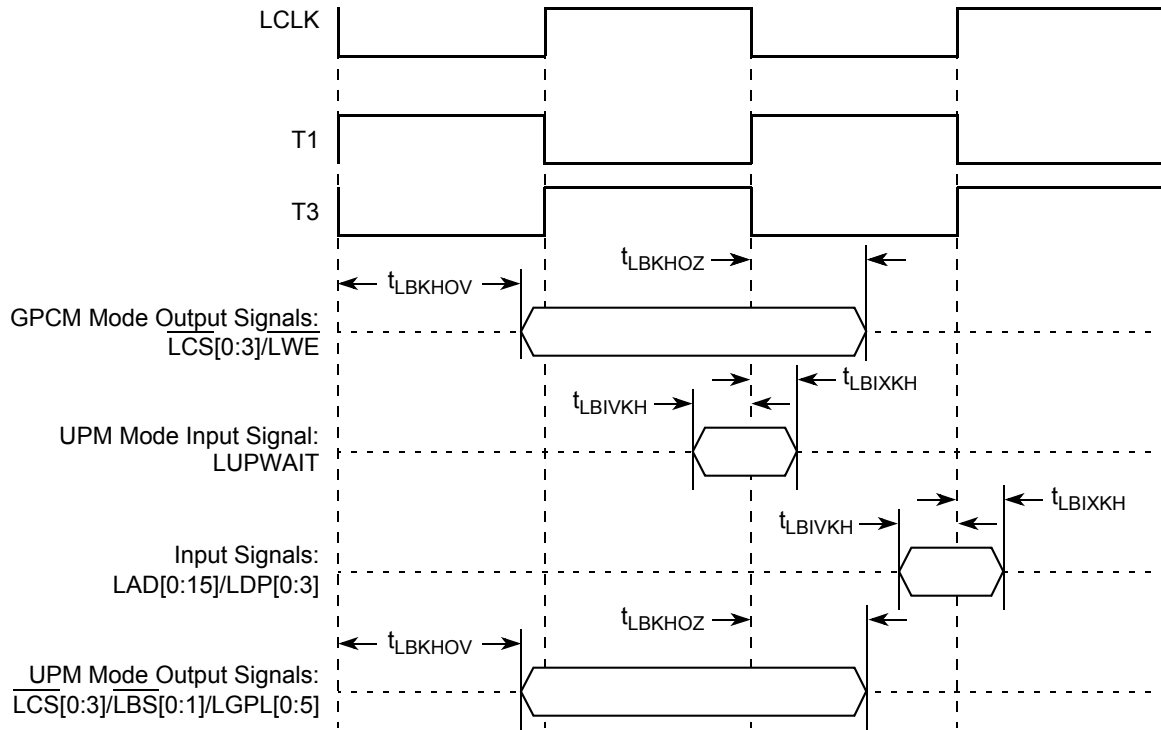 LCLK
T1
T3
tLBKHOZ
tLBKHOV
GPCM Mode Output Signals:
LCS[0:3]/LWE
tLBIXKH
tLBIVKH
UPM Mode Input Signal:
LUPWAIT
tLBIXKH
tLBIVKH
Input Signals:
LAD[0:15]/LDP[0:3]
tLBKHOZ
tLBKHOV
UPM Mode Output Signals:
LCS[0:3]/LBS[0:1]/LGPL[0:5]